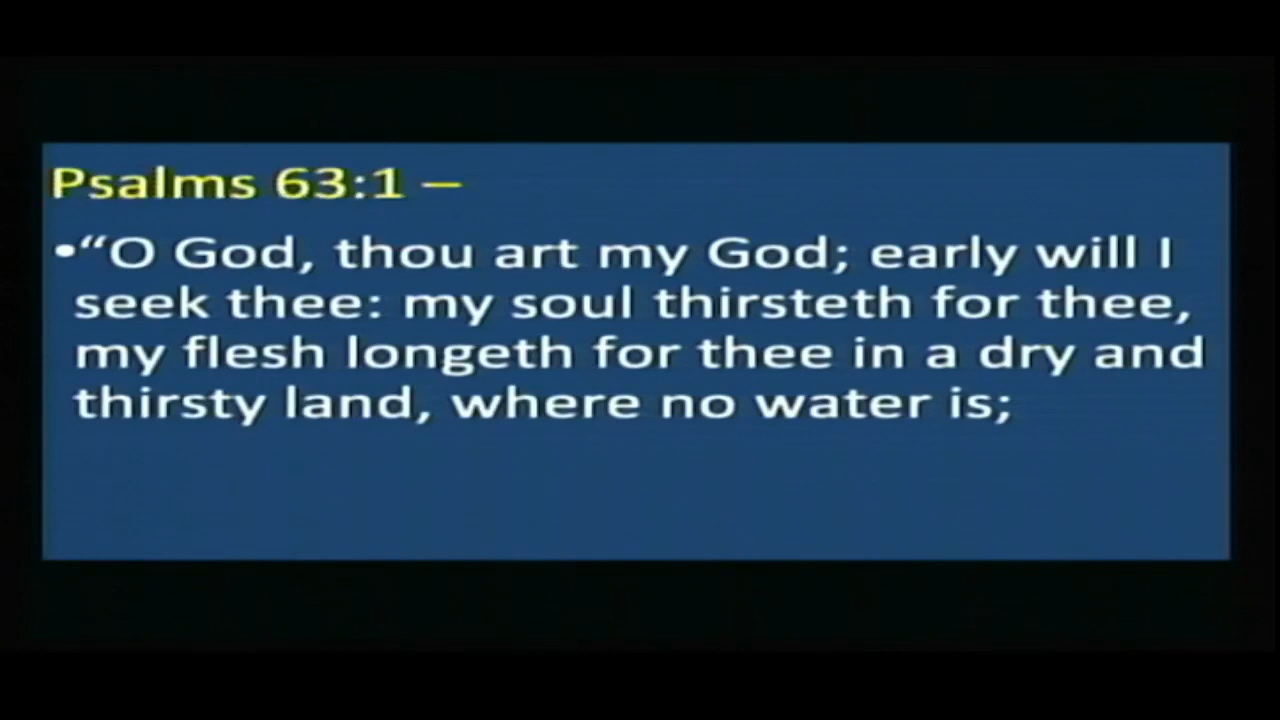 Psalms 63:1 –
•“O God, thou art my God; early will I
seek thee: my soul thirsteth for thee,
my flesh longeth for thee in a dry and
thirsty land, where no water is;